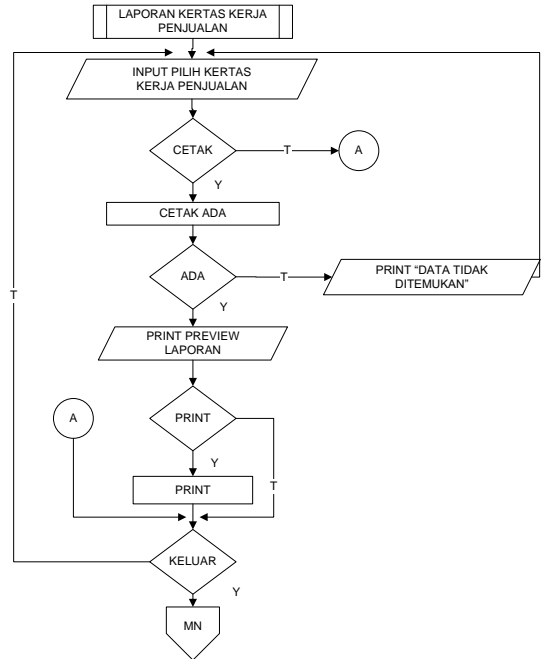 LAPORAN KERTAS KERJA
PENJUALAN
INPUT PILIH KERTAS
KERJA PENJUALAN
CETAK
T
A
Y
CETAK ADA
ADA
T
PRINT “DATA TIDAK
DITEMUKAN”
T
Y
PRINT PREVIEW
LAPORAN
PRINT
A
Y
T
PRINT
KELUAR
Y
MN